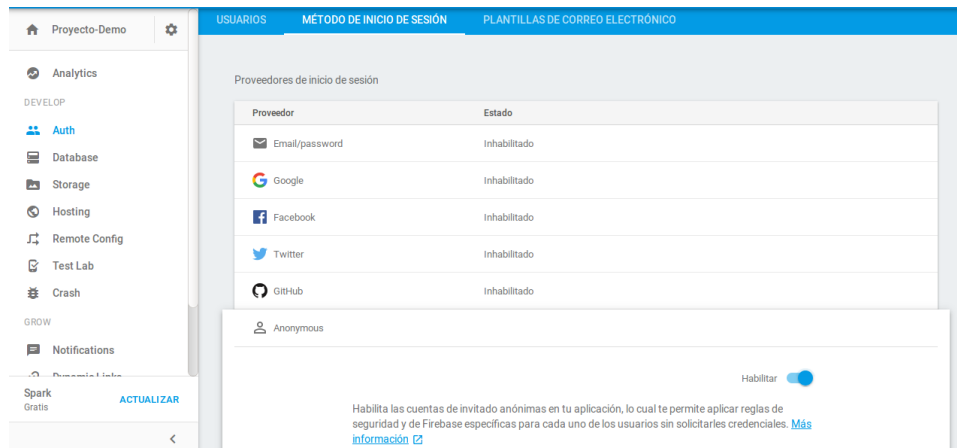 USUARIOS MÉTODO DE INICIO DE SESIÓN PLANTILLAS DE CORREO ELECTRÓNICO
Proyecto-Demo
Analytics
DEVELOP
Auth
Database
Storage
Hosting
Remote Config
Test Lab
Crash
GROW
Notifications
Dynamic Links
Spark
Gratis
ACTUALIZAR
Proveedores de inicio de sesión
Proveedor Estado
Email/password Inhabilitado
Google Inhabilitado
Facebook Inhabilitado
Twitter Inhabilitado
GitHub Inhabilitado
Anonymous
Habilitar
Habilita las cuentas de invitado anónimas en tu aplicación, lo cual te permite aplicar reglas de
seguridad y de Firebase específicas para cada uno de los usuarios sin solicitarles credenciales. Más
información